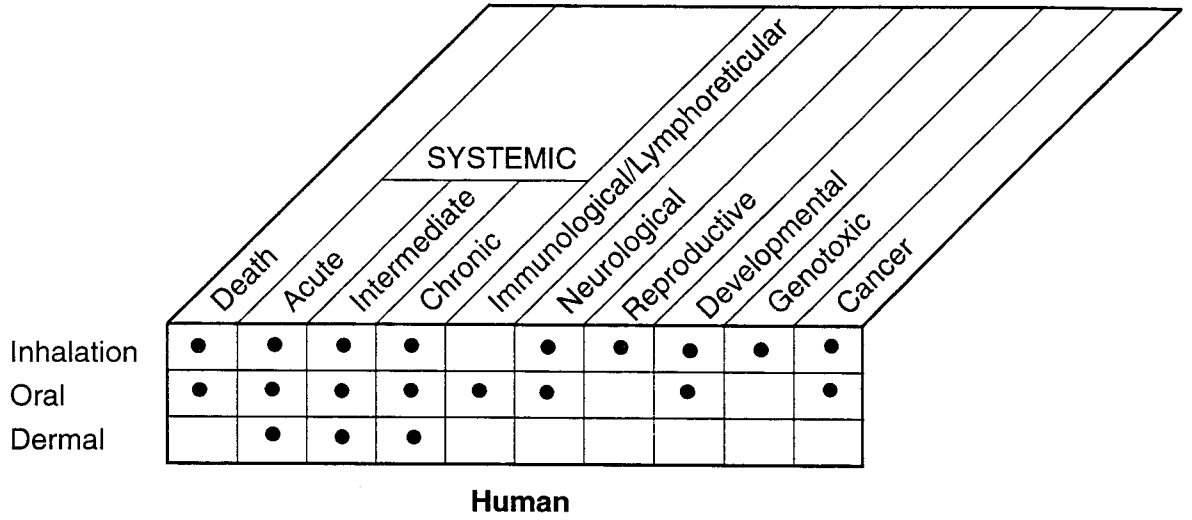 SYSTEMIC
Death
Acute
Intermediate
Chronic
Immunological/Lymphoreticular
Neurological
Reproductive
Developmental
Genotoxic
Cancer
Inhalation
Oral
Dermal
Human